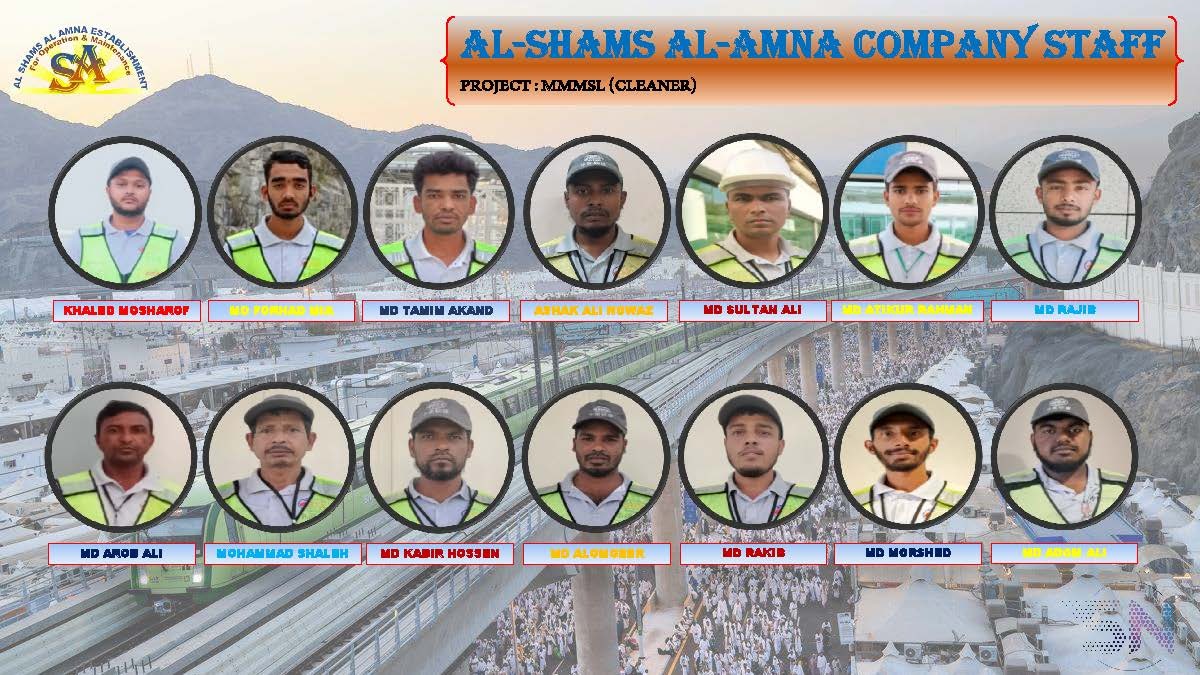 AL SHAMS AL AMNA ESTABLISHMENT
For Operation & Maintenance
SA
AL-SHAMS AL-AMNA COMPANY STAFF
PROJECT : MMMSL (CLEANER)
KHALED MOSHAROF
MD FORHAD MIA
MD TAMIM AKAND
ASHAK ALI NOWAZ
MD SULTAN ALI
MD ATIKUR RAHMAN
MD RAJIB
MD AROB ALI
MOHAMMAD SHALEH
MD KABIR HOSSEN
MD ALOMGEER
MD RAKIB
MD MORSHED
MD ADOM ALI
SN